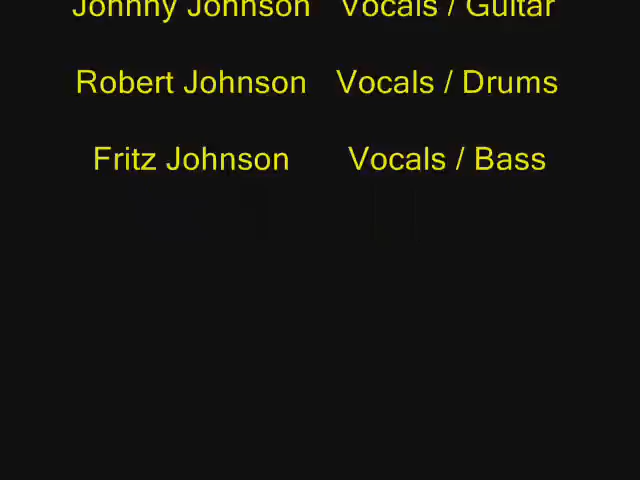 Johnny Johnson Vocals / Guitar
Robert Johnson Vocals / Drums
Fritz Johnson Vocals / Bass